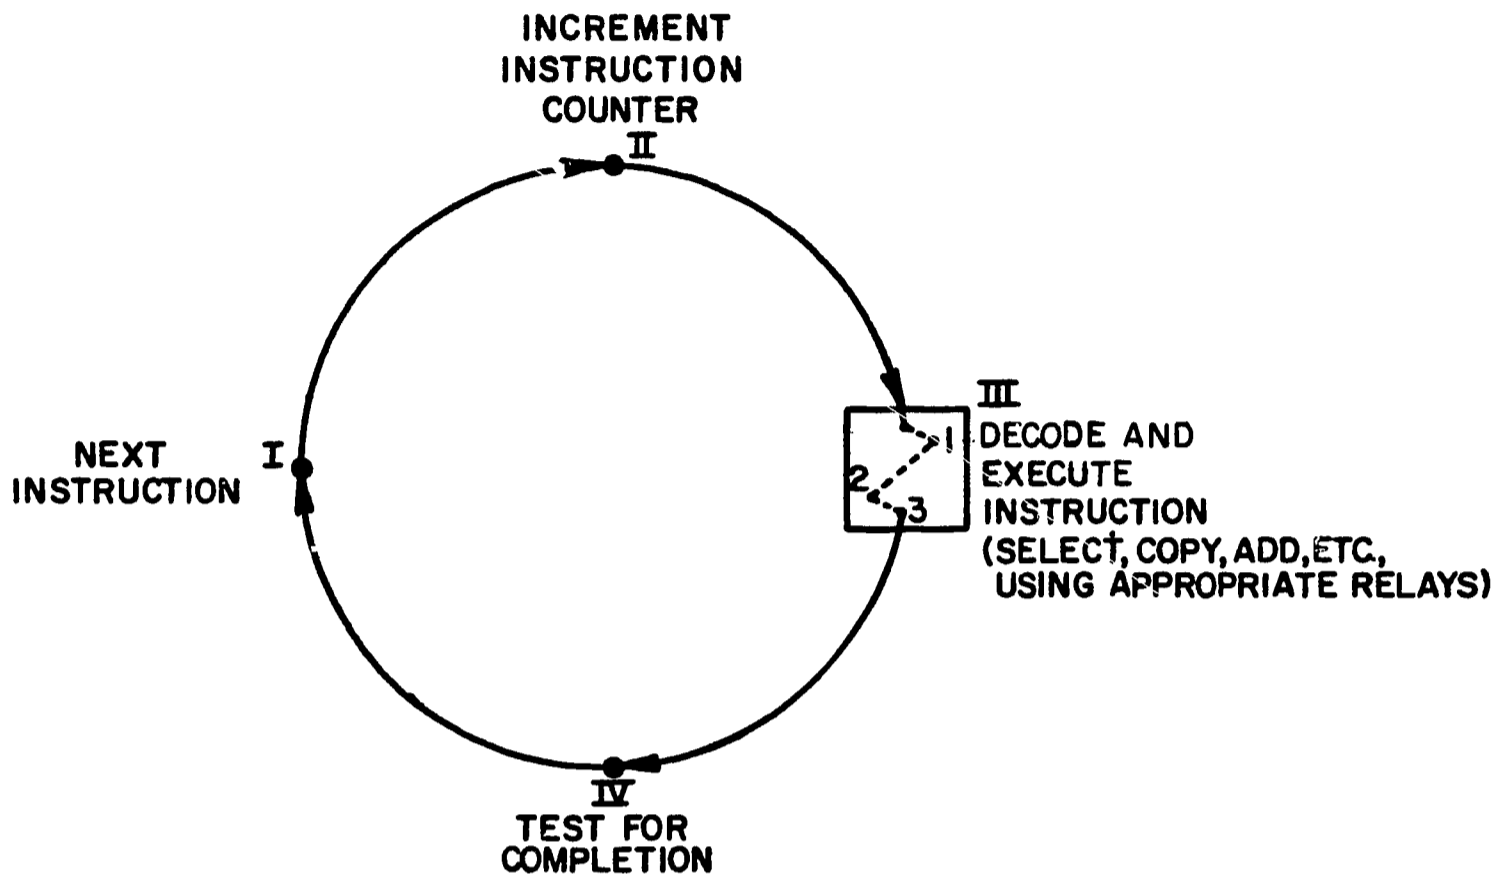 INCREMENT
INSTRUCTION
COUNTER
II
III
DECODE AND
EXECUTE
INSTRUCTION
(SELECT, COPY, ADD, ETC.,
USING APPROPRIATE RELAYS)
1
2
3
I
NEXT
INSTRUCTION
IV
TEST FOR
COMPLETION